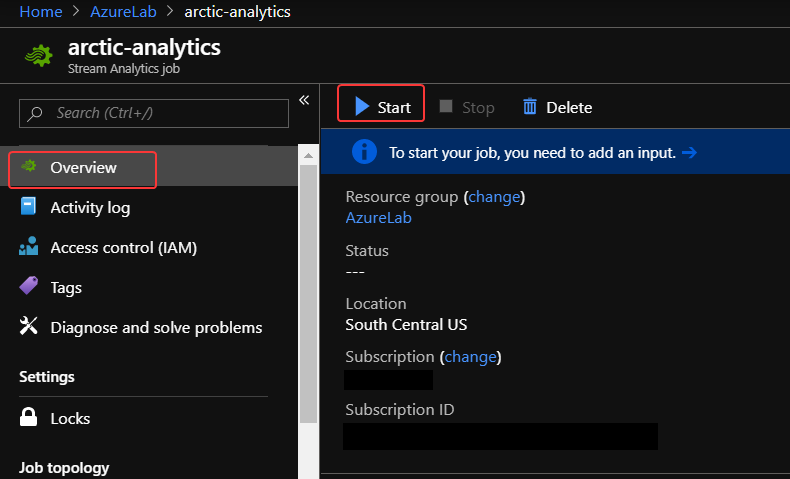 Home > AzureLab > arctic-analytics
arctic-analytics
Stream Analytics job
Search (Ctrl+/)
«
Overview
Activity log
Access control (IAM)
Tags
Diagnose and solve problems
Settings
Locks
Job topology
Start Stop Delete
To start your job, you need to add an input. →
Resource group (change)
AzureLab
Status
---
Location
South Central US
Subscription (change)
Subscription ID